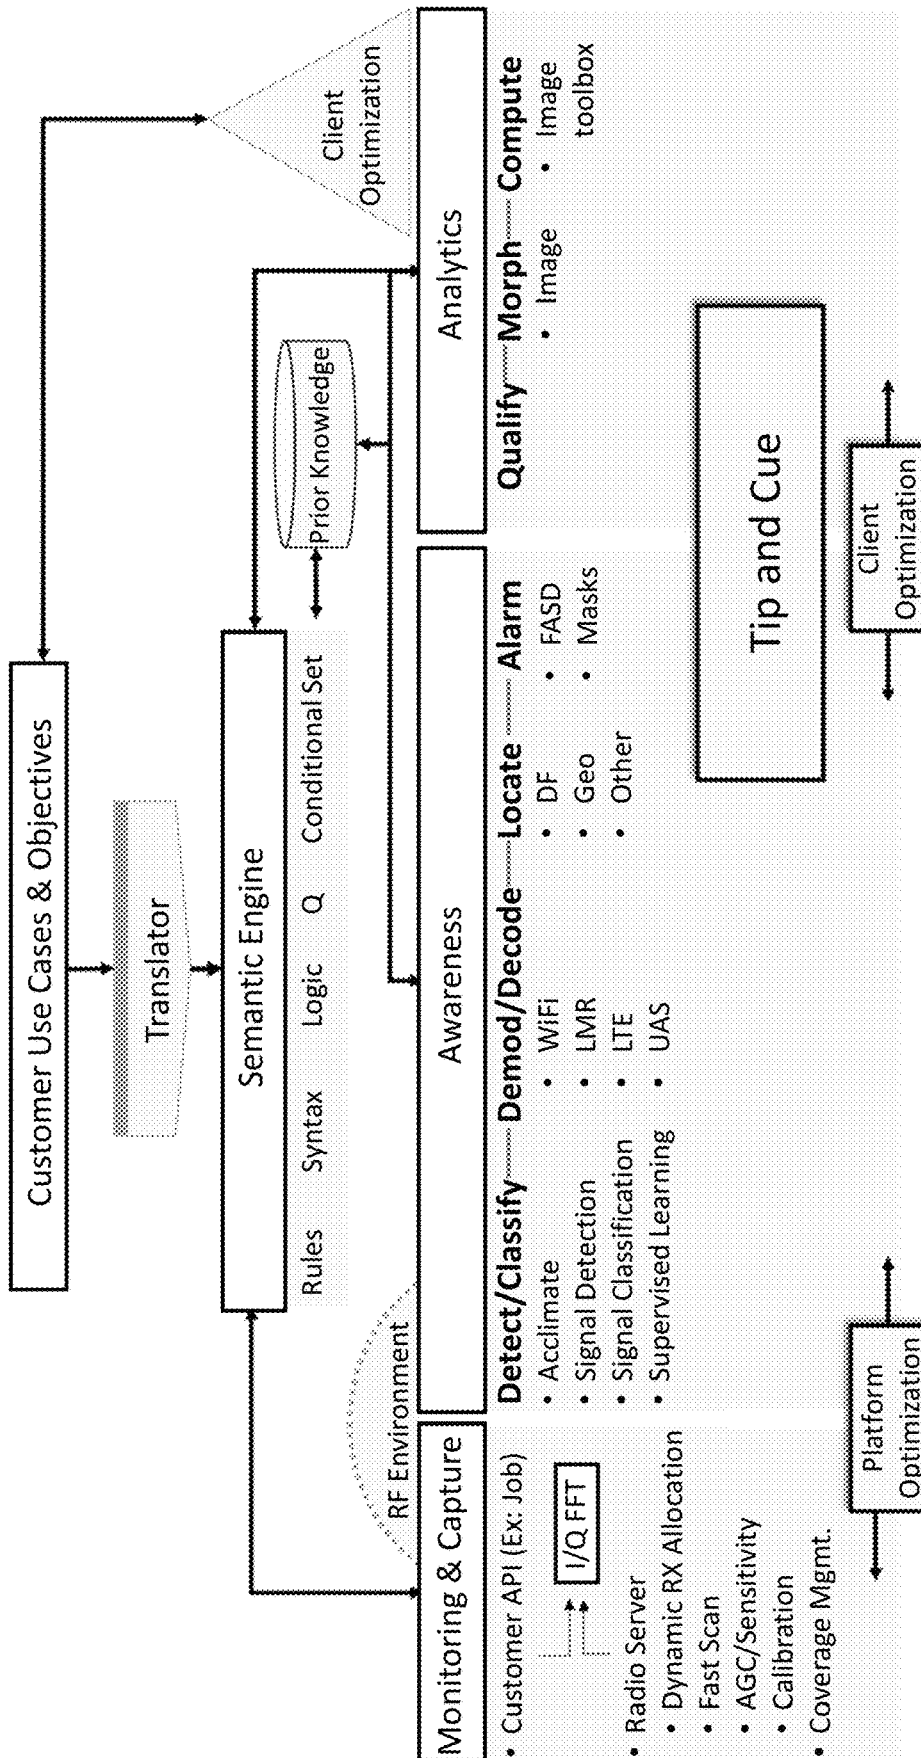 Customer Use Cases & Objectives
Translator
Semantic Engine
Rules Syntax Logic Q Conditional Set
Prior Knowledge
Client
Optimization
RF Environment
Monitoring & Capture
• Customer API (Ex: Job)
I/Q FFT
• Radio Server
• Dynamic RX Allocation
• Fast Scan
• AGC/Sensitivity
• Calibration
• Coverage Mgmt.
Awareness
Detect/Classify
• Acclimate
• Signal Detection
• Signal Classification
• Supervised Learning
Demod/Decode
• WiFi
• LMR
• LTE
• UAS
Locate
• DF
• Geo
• Other
Alarm
• FASD
• Masks
Analytics
Qualify
Morph
• Image
Compute
• Image
toolbox
Tip and Cue
Platform
Optimization
Client
Optimization